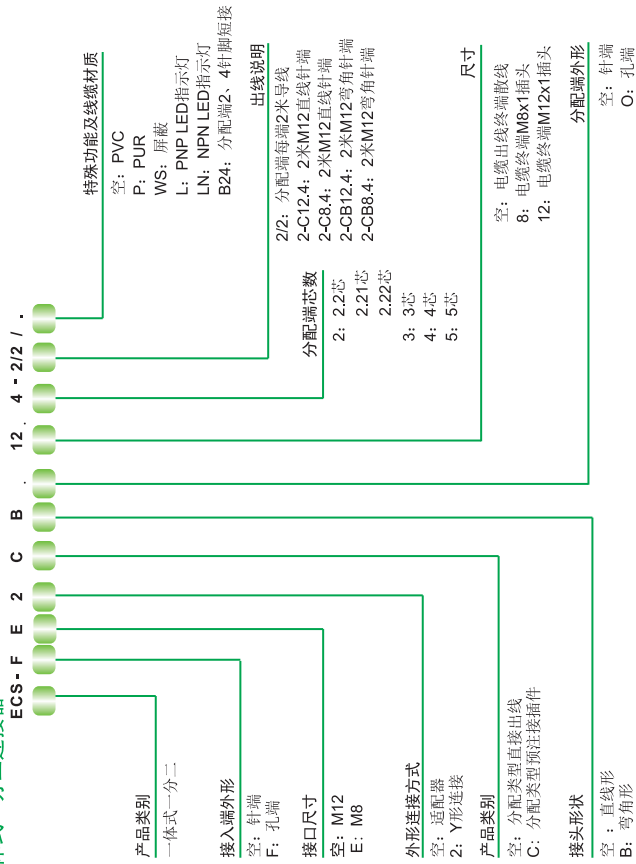 ECS - F E 2 C B . 12 . 4 - 2/2 / .
产品类别
一体式一分二
接入端外形
空：针端
F：孔端
接口尺寸
空：M12
E：M8
外形连接方式
空：适配器
2：Y形连接
产品类别
空：分配类型直接出线
C：分配类型预注接插件
接头形状
空：直线形
B：弯角形
特殊功能及线缆材质
空：PVC
P：PUR
WS：屏蔽
L：PNP LED指示灯
LN：NPN LED指示灯
B24：分配端2、4针脚短接
出线说明
2/2：分配端每端2米导线
2-C12.4：2米M12直线针端
2-C8.4：2米M12直线针端
2-CB12.4：2米M12弯角针端
2-CB8.4：2米M12弯角针端
分配端芯数
2：2.2芯
2.21芯
2.22芯
3：3芯
4：4芯
5：5芯
尺寸
空：电缆出线终端散线
8：电缆终端M8x1插头
12：电缆终端M12x1插头
分配端外形
空：针端
O：孔端